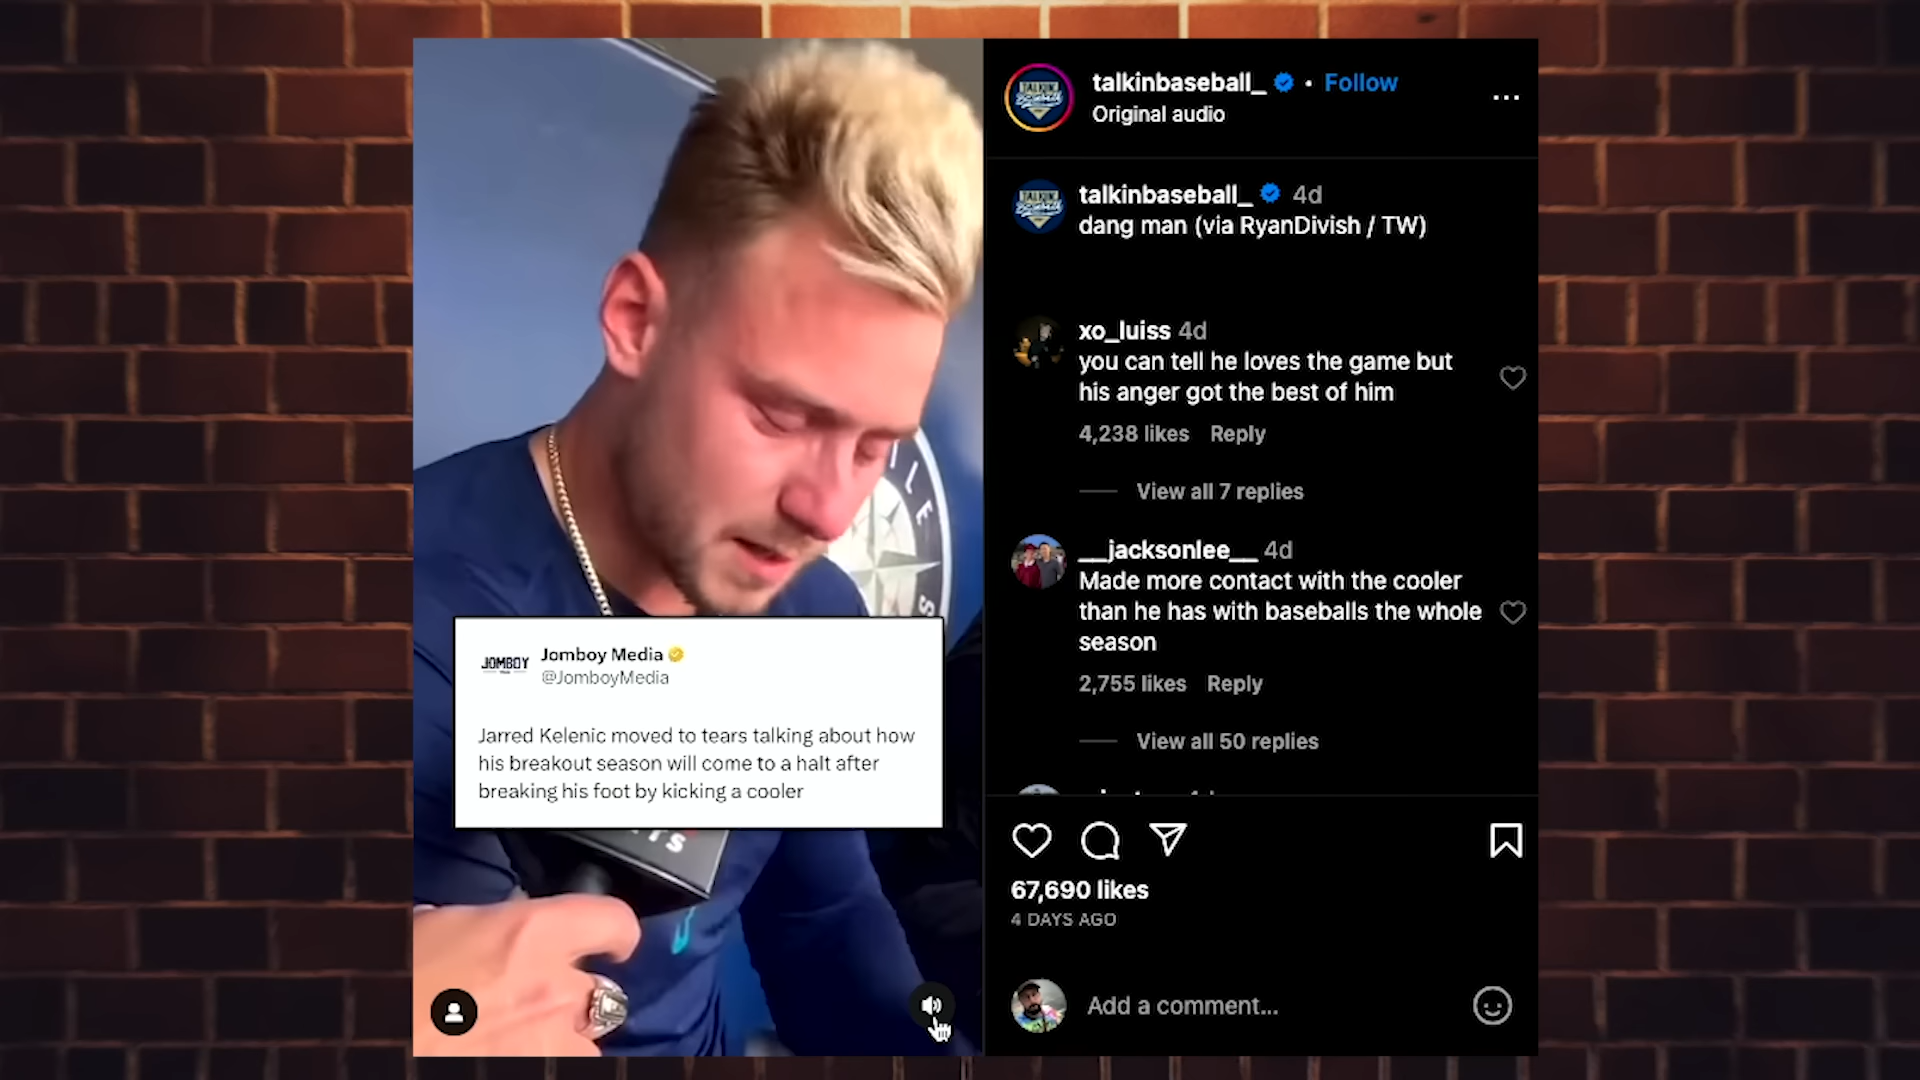 talkinbaseball_ • Follow
Original audio
talkinbaseball_ 4d
dang man (via RyanDivish / TW)
xo_luiss 4d
you can tell he loves the game but
his anger got the best of him
4,238 likes Reply
View all 7 replies
__jacksonlee__ 4d
Made more contact with the cooler
than he has with baseballs the whole
season
2,755 likes Reply
View all 50 replies
67,690 likes
4 DAYS AGO
Add a comment...
JOMBOY
Jomboy Media
@JomboyMedia
Jarred Kelenic moved to tears talking about how
his breakout season will come to a halt after
breaking his foot by kicking a cooler